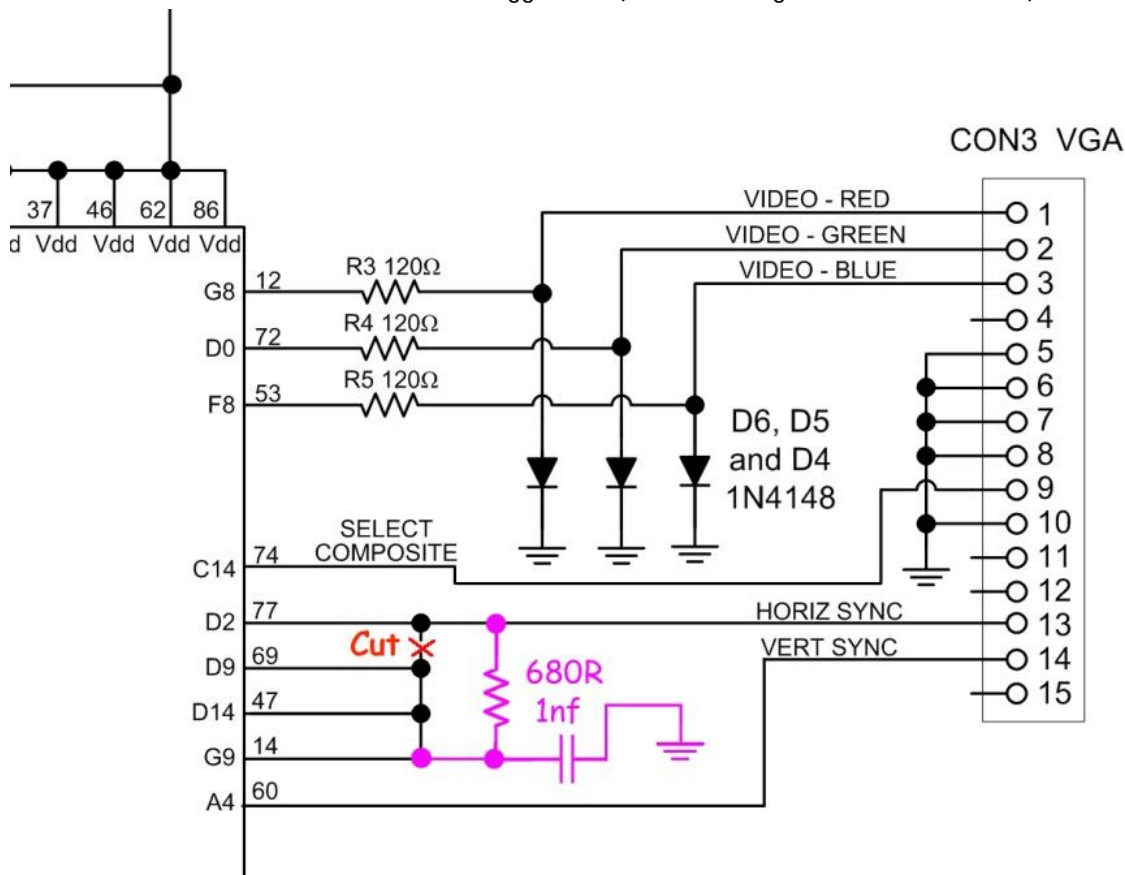 CON3 VGA
37 46 62 86
d Vdd Vdd Vdd Vdd
VIDEO - RED
1
VIDEO - GREEN
2
VIDEO - BLUE
3
4
5
6
7
8
9
10
11
12
13
14
15
G8 12 R3 120Ω
D0 72 R4 120Ω
F8 53 R5 120Ω
D6, D5
and D4
1N4148
SELECT
COMPOSITE
C14 74
D2 77
HORIZ SYNC
Cut
VERT SYNC
D9 69
680R
D14 47
1nf
G9 14
A4 60